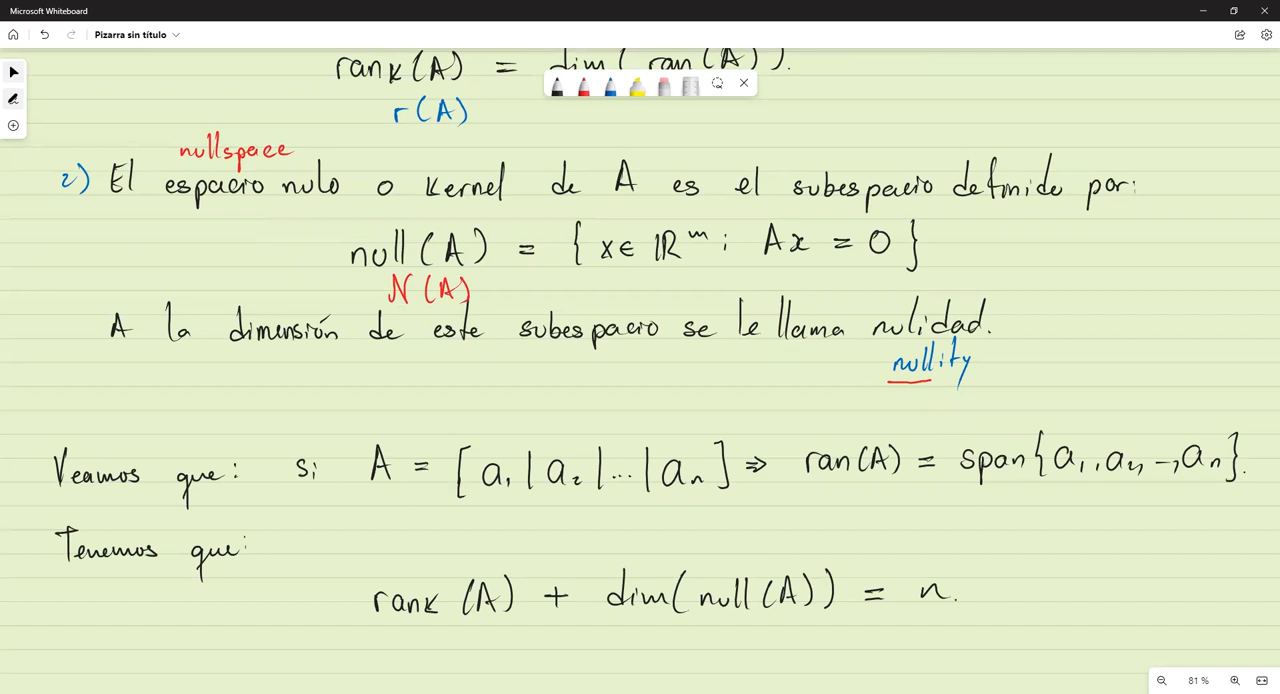 Microsoft Whiteboard
Pizarra sin título
rank(A) = dim( ran(A)).
r(A)
nullspace
2) El espacio nulo o Kernel de A es el subespacio definido por:
null(A) = { x ∈ ℝᵐ : Ax = 0 }
N(A)
A la dimensión de este subespacio se le llama nulidad.
nullity
Veamos que: si A = [ a₁ | a₂ | ... | aₙ ] ⇒ ran(A) = span{ a₁, a₂, ..., aₙ }.
Tenemos que:
rank (A) + dim( null(A)) = n.
81 %